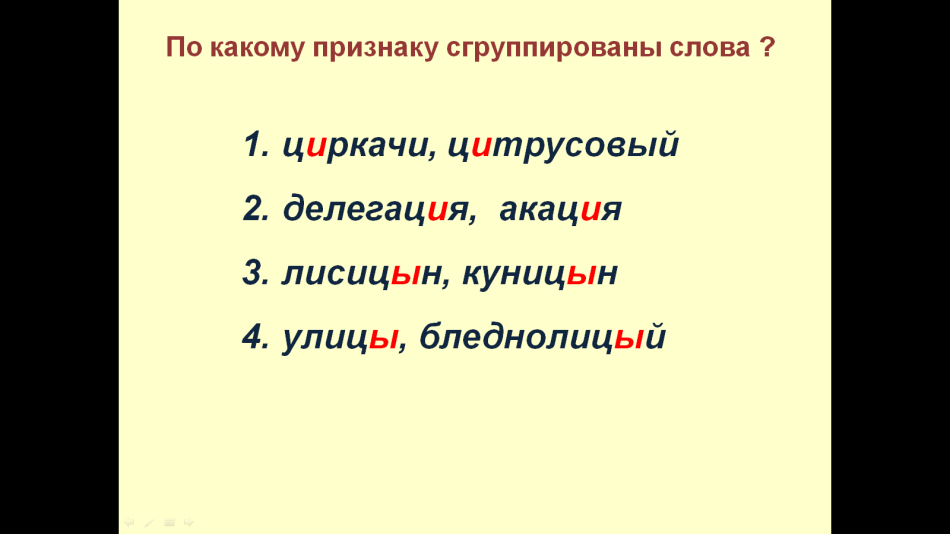 По какому признаку сгруппированы слова ?
1. циркачи, цитрусовый
2. делегация, акация
3. лисицын, куницын
4. улицы, бледнолицый